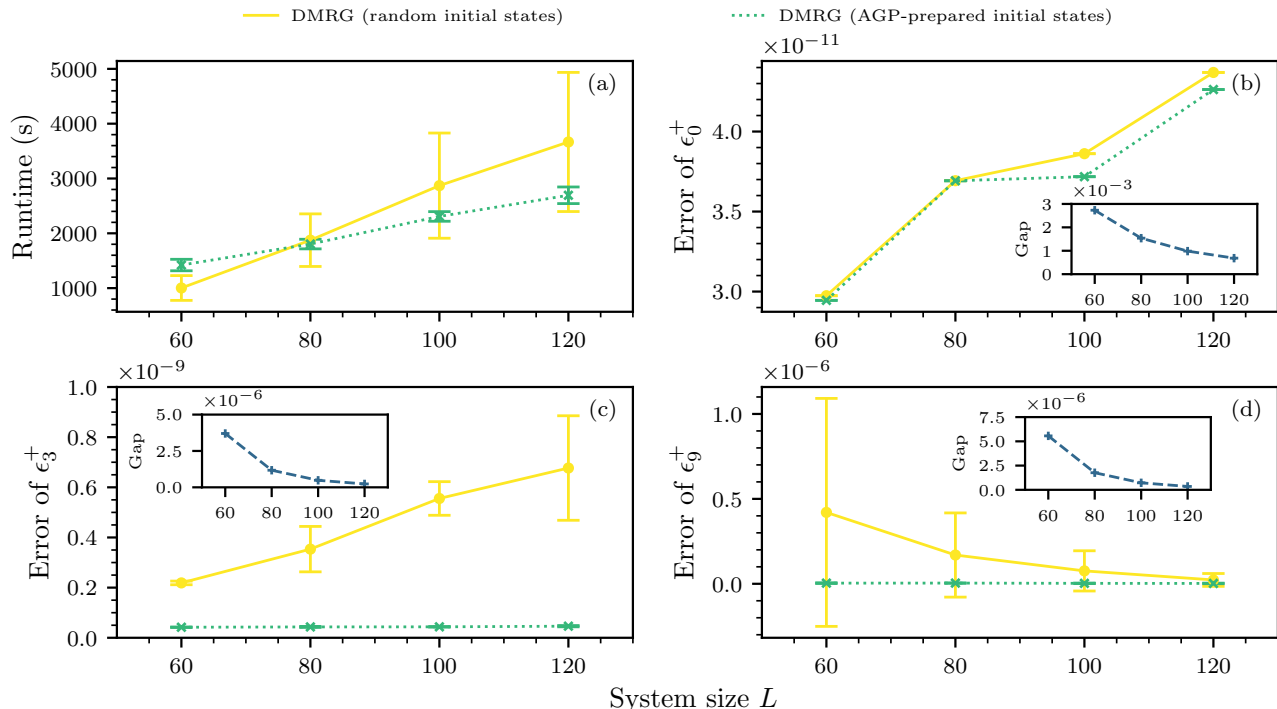 DMRG (random initial states)
DMRG (AGP-prepared initial states)
(a)
Runtime (s)
5000
4000
3000
2000
1000
60 80 100 120
(b)
×10⁻¹¹
Error of ϵ₀⁺
4.0
3.5
3.0
60 80 100 120
×10⁻³
Gap
3
2
1
0
60 80 100 120
(c)
×10⁻⁹
Error of ϵ₃⁺
1.0
0.8
0.6
0.4
0.2
0.0
60 80 100 120
×10⁻⁶
Gap
5.0
2.5
0.0
60 80 100 120
(d)
×10⁻⁶
Error of ϵ₉⁺
1.0
0.5
0.0
60 80 100 120
×10⁻⁶
Gap
7.5
5.0
2.5
0.0
60 80 100 120
System size L